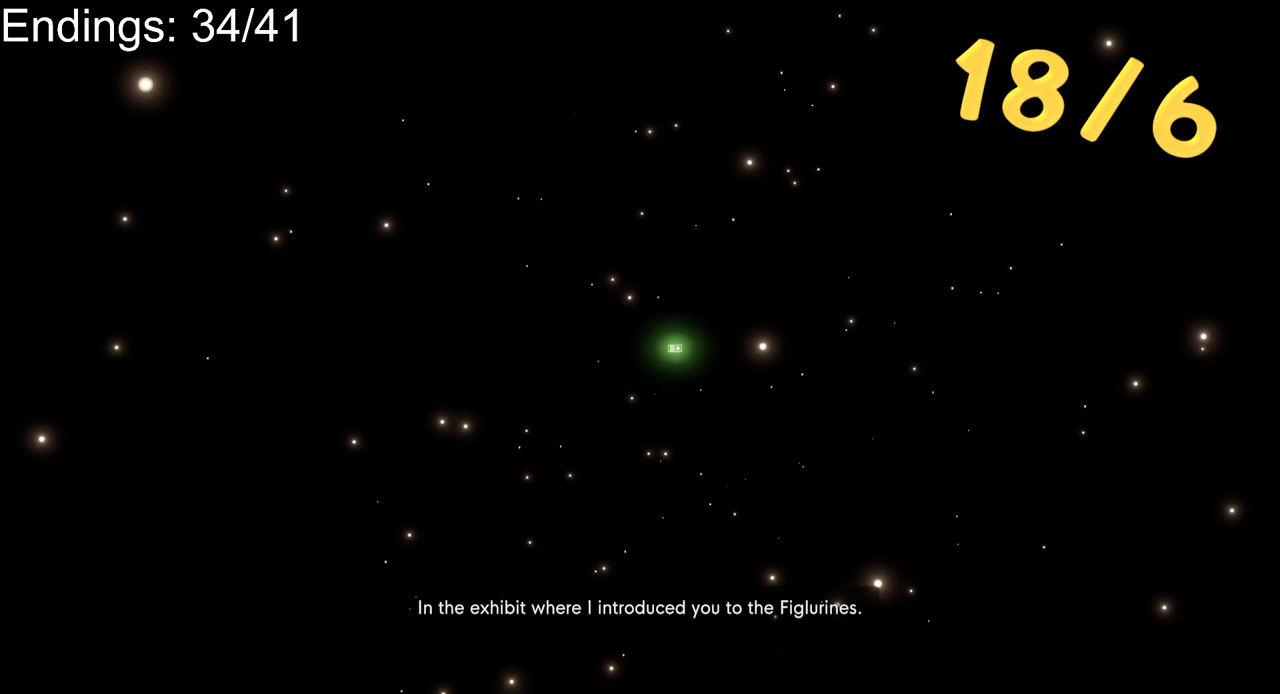 Endings: 34/41
18/6
In the exhibit where I introduced you to the Figlurines.